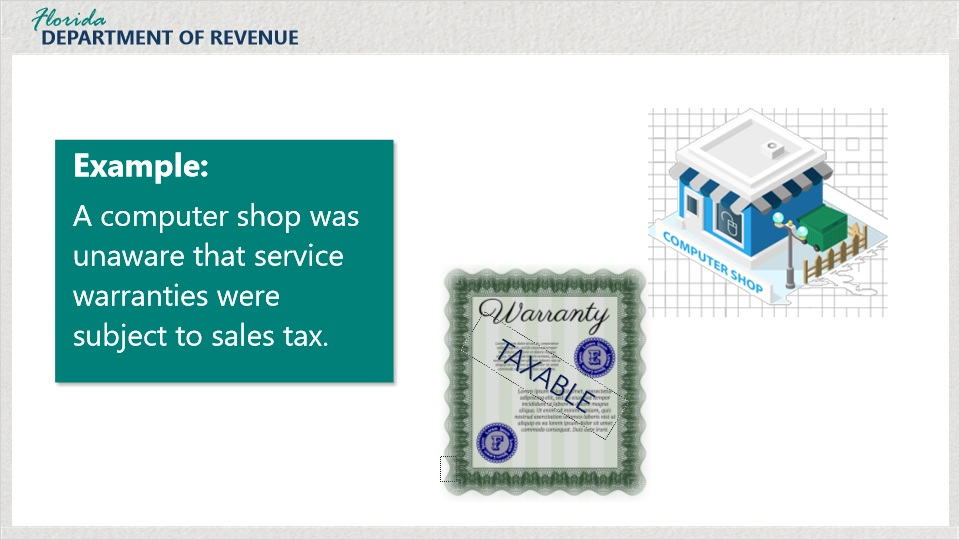 Florida
DEPARTMENT OF REVENUE
Example:
A computer shop was
unaware that service
warranties were
subject to sales tax.
COMPUTER SHOP
Warranty
TAXABLE
E
F